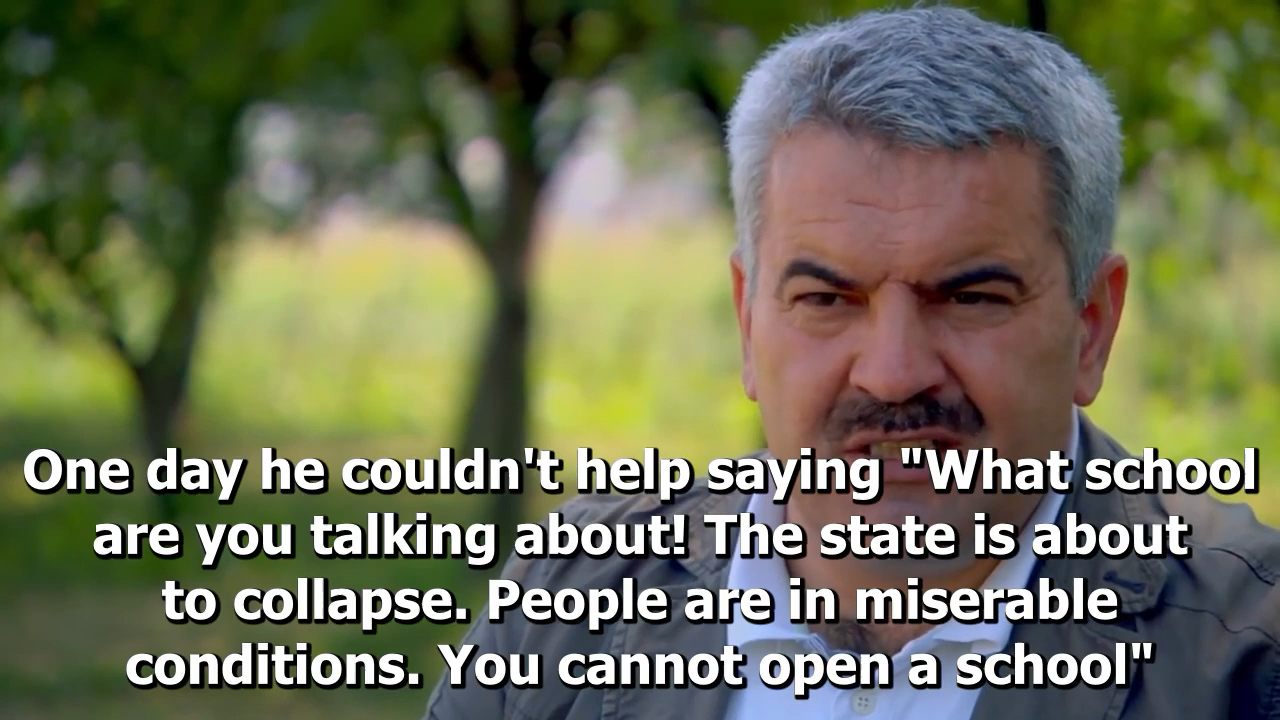 One day he couldn't help saying "What school
are you talking about! The state is about
to collapse. People are in miserable
conditions. You cannot open a school"